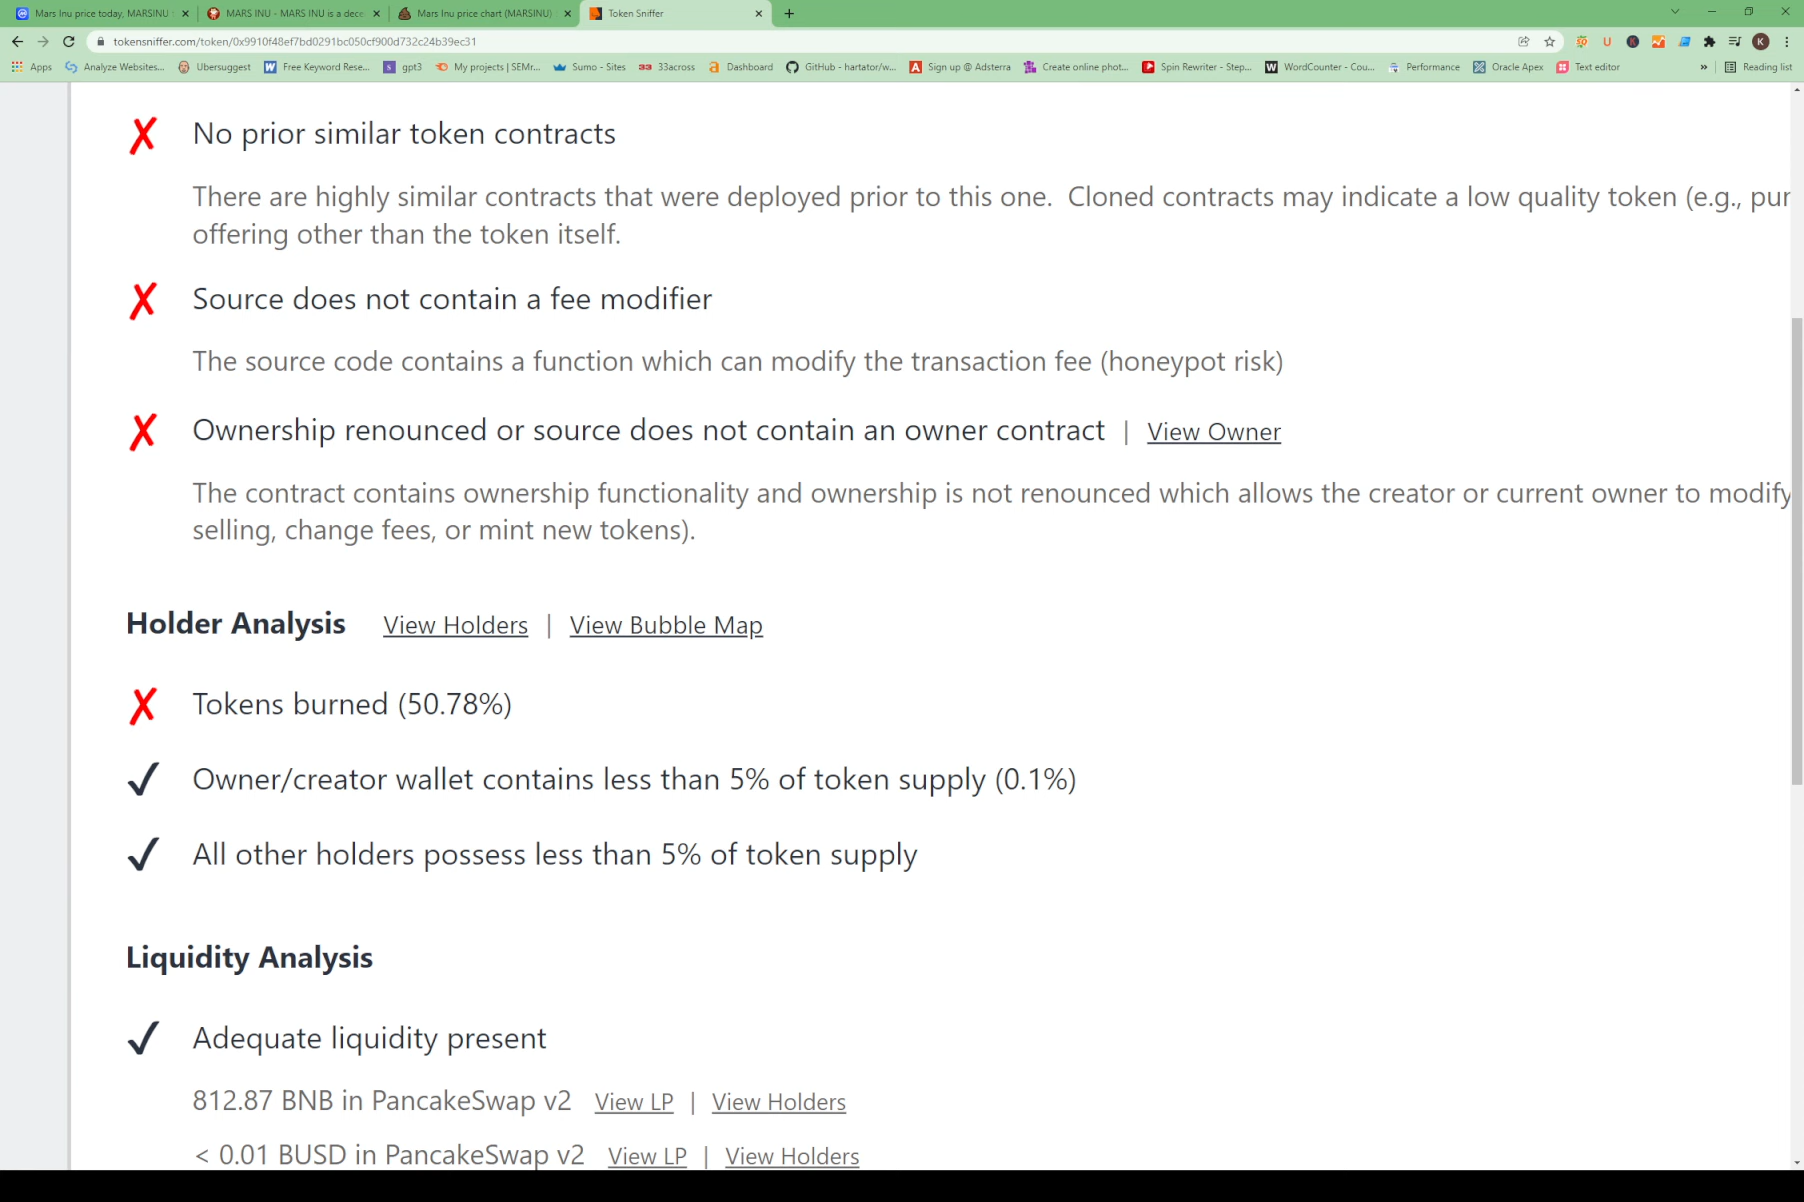 Mars Inu price today, MARSINU
MARS INU - MARS INU is a dece
Mars Inu price chart (MARSINU)
Token Sniffer
tokensniffer.com/token/0x9910f48ef7bd0291bc050cf900d732c24b39ec31
Apps
Analyze Websites...
Ubersuggest
Free Keyword Rese...
gpt3
My projects | SEMr...
Sumo - Sites
33across
Dashboard
GitHub - hartator/w...
Sign up @ Adsterra
Create online phot...
Spin Rewriter - Step...
WordCounter - Cou...
Performance
Oracle Apex
Text editor
»
Reading list
✗ No prior similar token contracts
There are highly similar contracts that were deployed prior to this one. Cloned contracts may indicate a low quality token (e.g., pur
offering other than the token itself.
✗ Source does not contain a fee modifier
The source code contains a function which can modify the transaction fee (honeypot risk)
✗ Ownership renounced or source does not contain an owner contract | View Owner
The contract contains ownership functionality and ownership is not renounced which allows the creator or current owner to modify
selling, change fees, or mint new tokens).
Holder Analysis View Holders | View Bubble Map
✗ Tokens burned (50.78%)
✓ Owner/creator wallet contains less than 5% of token supply (0.1%)
✓ All other holders possess less than 5% of token supply
Liquidity Analysis
✓ Adequate liquidity present
812.87 BNB in PancakeSwap v2 View LP | View Holders
< 0.01 BUSD in PancakeSwap v2 View LP | View Holders